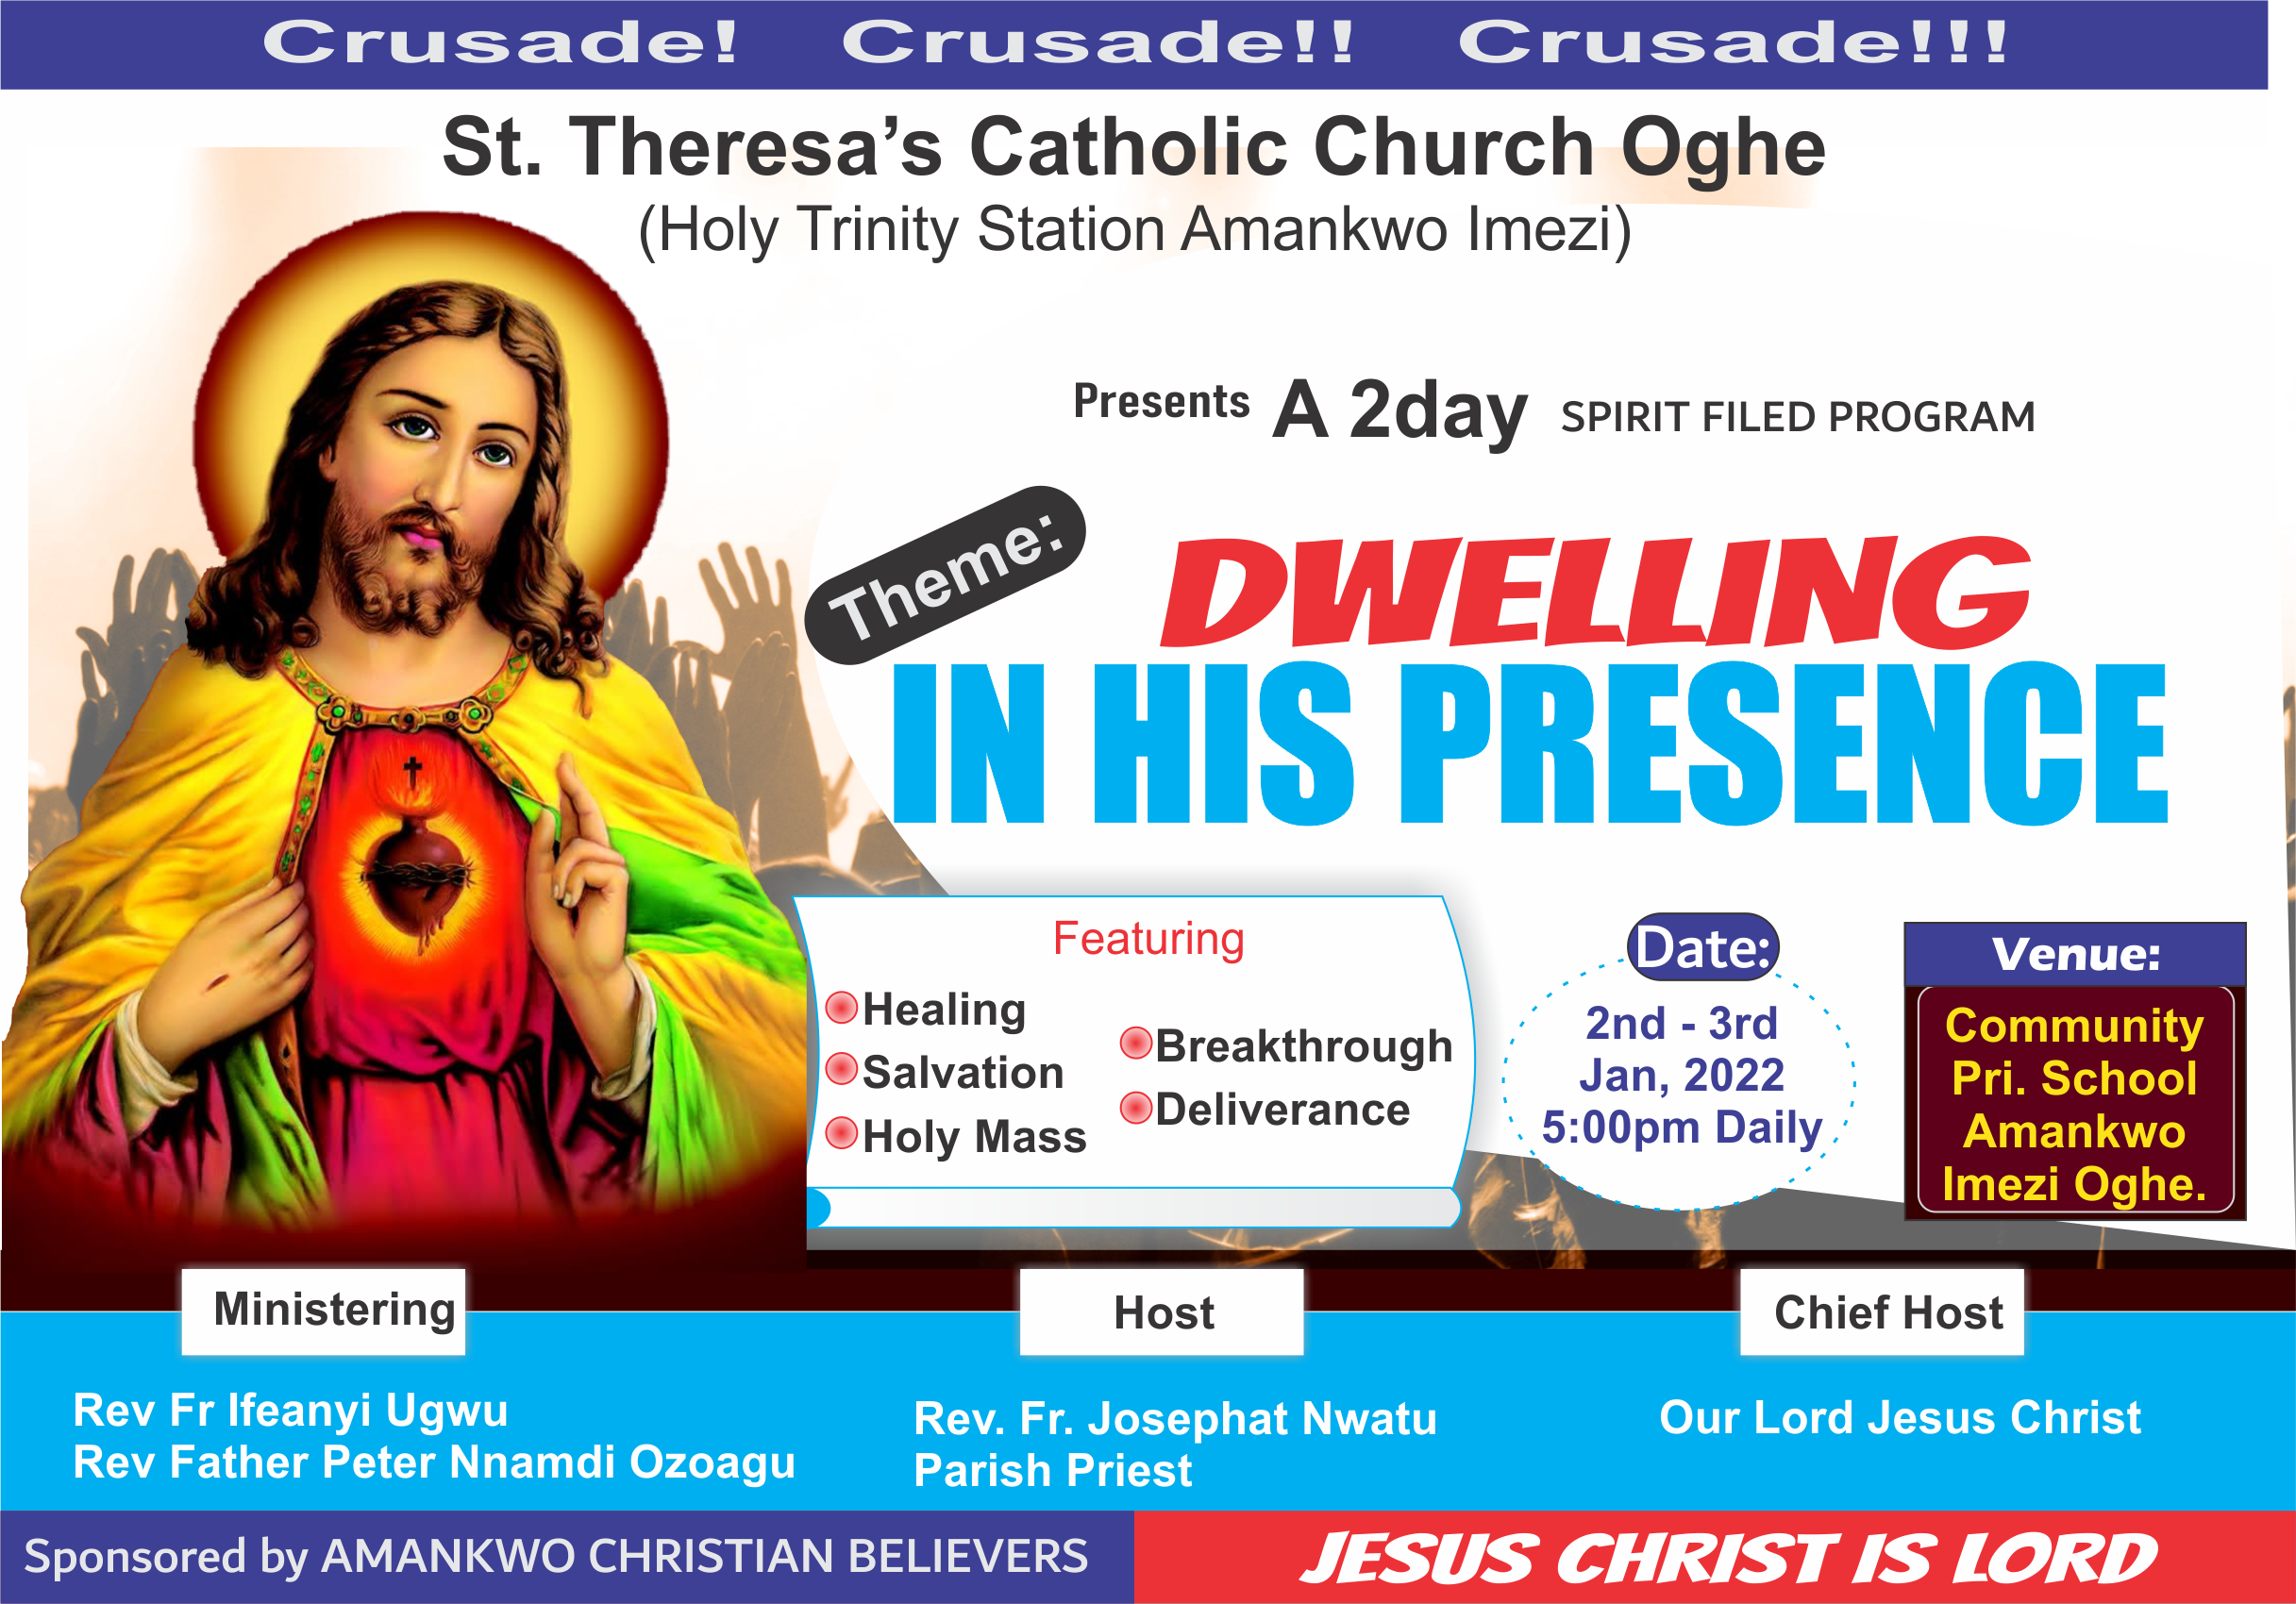 Crusade! Crusade!! Crusade!!!
St. Theresa's Catholic Church Oghe
(Holy Trinity Station Amankwo Imezi)
Presents A 2day SPIRIT FILED PROGRAM
Theme:
DWELLING
IN HIS PRESENCE
Featuring
Healing
Salvation
Holy Mass
Breakthrough
Deliverance
Date:
2nd - 3rd
Jan, 2022
5:00pm Daily
Venue:
Community
Pri. School
Amankwo
Imezi Oghe.
Ministering
Rev Fr Ifeanyi Ugwu
Rev Father Peter Nnamdi Ozoagu
Host
Rev. Fr. Josephat Nwatu
Parish Priest
Chief Host
Our Lord Jesus Christ
Sponsored by AMANKWO CHRISTIAN BELIEVERS
JESUS CHRIST IS LORD